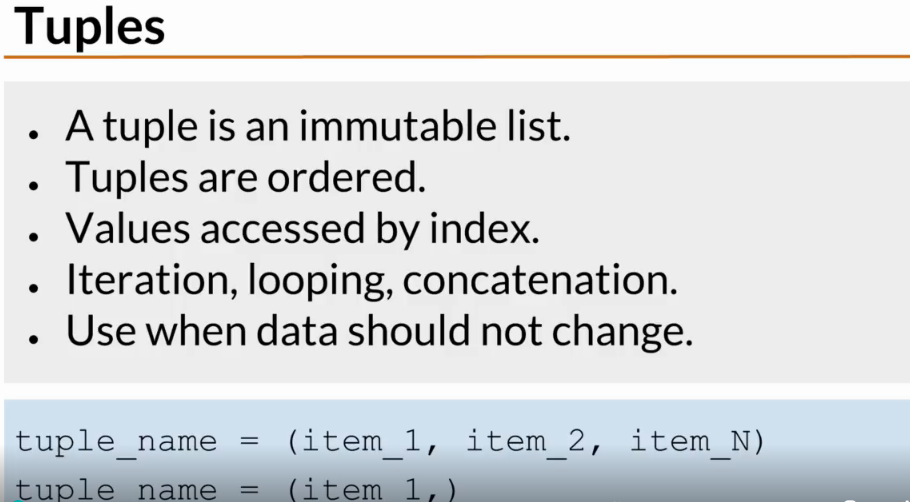 Tuples
• A tuple is an immutable list.
• Tuples are ordered.
• Values accessed by index.
• Iteration, looping, concatenation.
• Use when data should not change.
tuple_name = (item_1, item_2, item_N)
tuple_name = (item_1,)